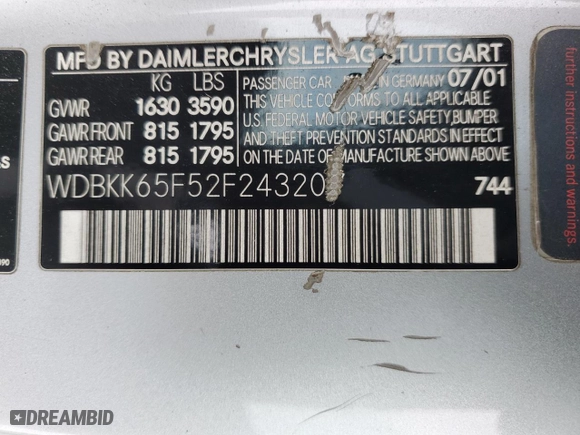 MFD BY DAIMLERCHRYSLER AG STUTTGART
KG LBS
GVWR 1630 3590
GAWR FRONT 815 1795
GAWR REAR 815 1795
PASSENGER CAR IN GERMANY 07/01
THIS VEHICLE CONFORMS TO ALL APPLICABLE
U.S. FEDERAL MOTOR VEHICLE SAFETY, BUMPER
AND THEFT PREVENTION STANDARDS IN EFFECT
ON THE DATE OF MANUFACTURE SHOWN ABOVE
WDBKK65F52F24320
744
further instructions and warnings.
DREAMBID